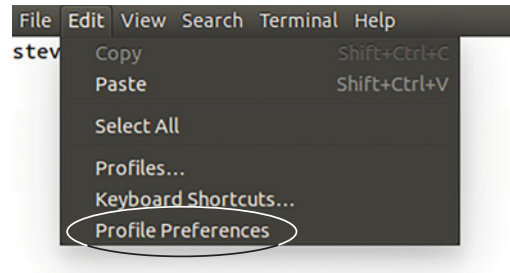 File Edit View Search Terminal Help
stev
Copy Shift+Ctrl+C
Paste Shift+Ctrl+V
Select All
Profiles...
Keyboard Shortcuts...
Profile Preferences